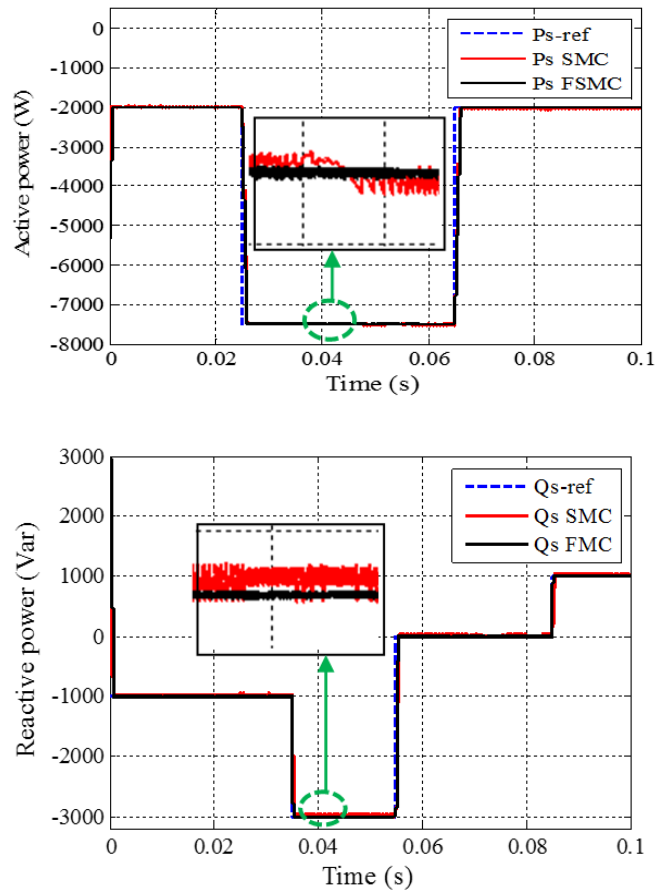 0
-1000
-2000
-3000
-4000
-5000
-6000
-7000
-8000
Active power (W)
Ps-ref
Ps SMC
Ps FSMC
0
0.02
0.04
0.06
0.08
0.1
Time (s)
3000
2000
1000
0
-1000
-2000
-3000
Reactive power (Var)
Qs-ref
Qs SMC
Qs FMC
0
0.02
0.04
0.06
0.08
0.1
Time (s)